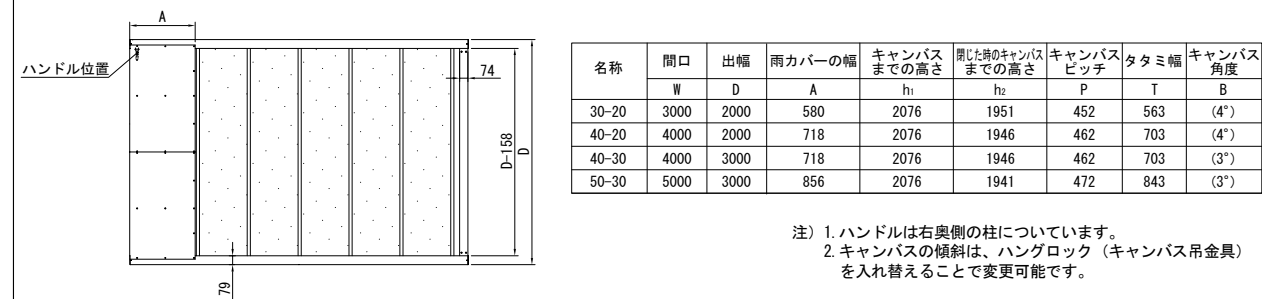 A
ハンドル位置
74
D-158
D
79
名称 間口 出幅 雨カバーの幅 キャンバスまでの高さ 閉じた時のキャンバスまでの高さ キャンバスピッチ タタミ幅 キャンバス角度
W D A h1 h2 P T B
30-20 3000 2000 580 2076 1951 452 563 (4°)
40-20 4000 2000 718 2076 1946 462 703 (4°)
40-30 4000 3000 718 2076 1946 462 703 (3°)
50-30 5000 3000 856 2076 1941 472 843 (3°)
注) 1. ハンドルは右奥側の柱についています。
2. キャンバスの傾斜は、ハングロック（キャンバス吊金具）
を入れ替えることで変更可能です。